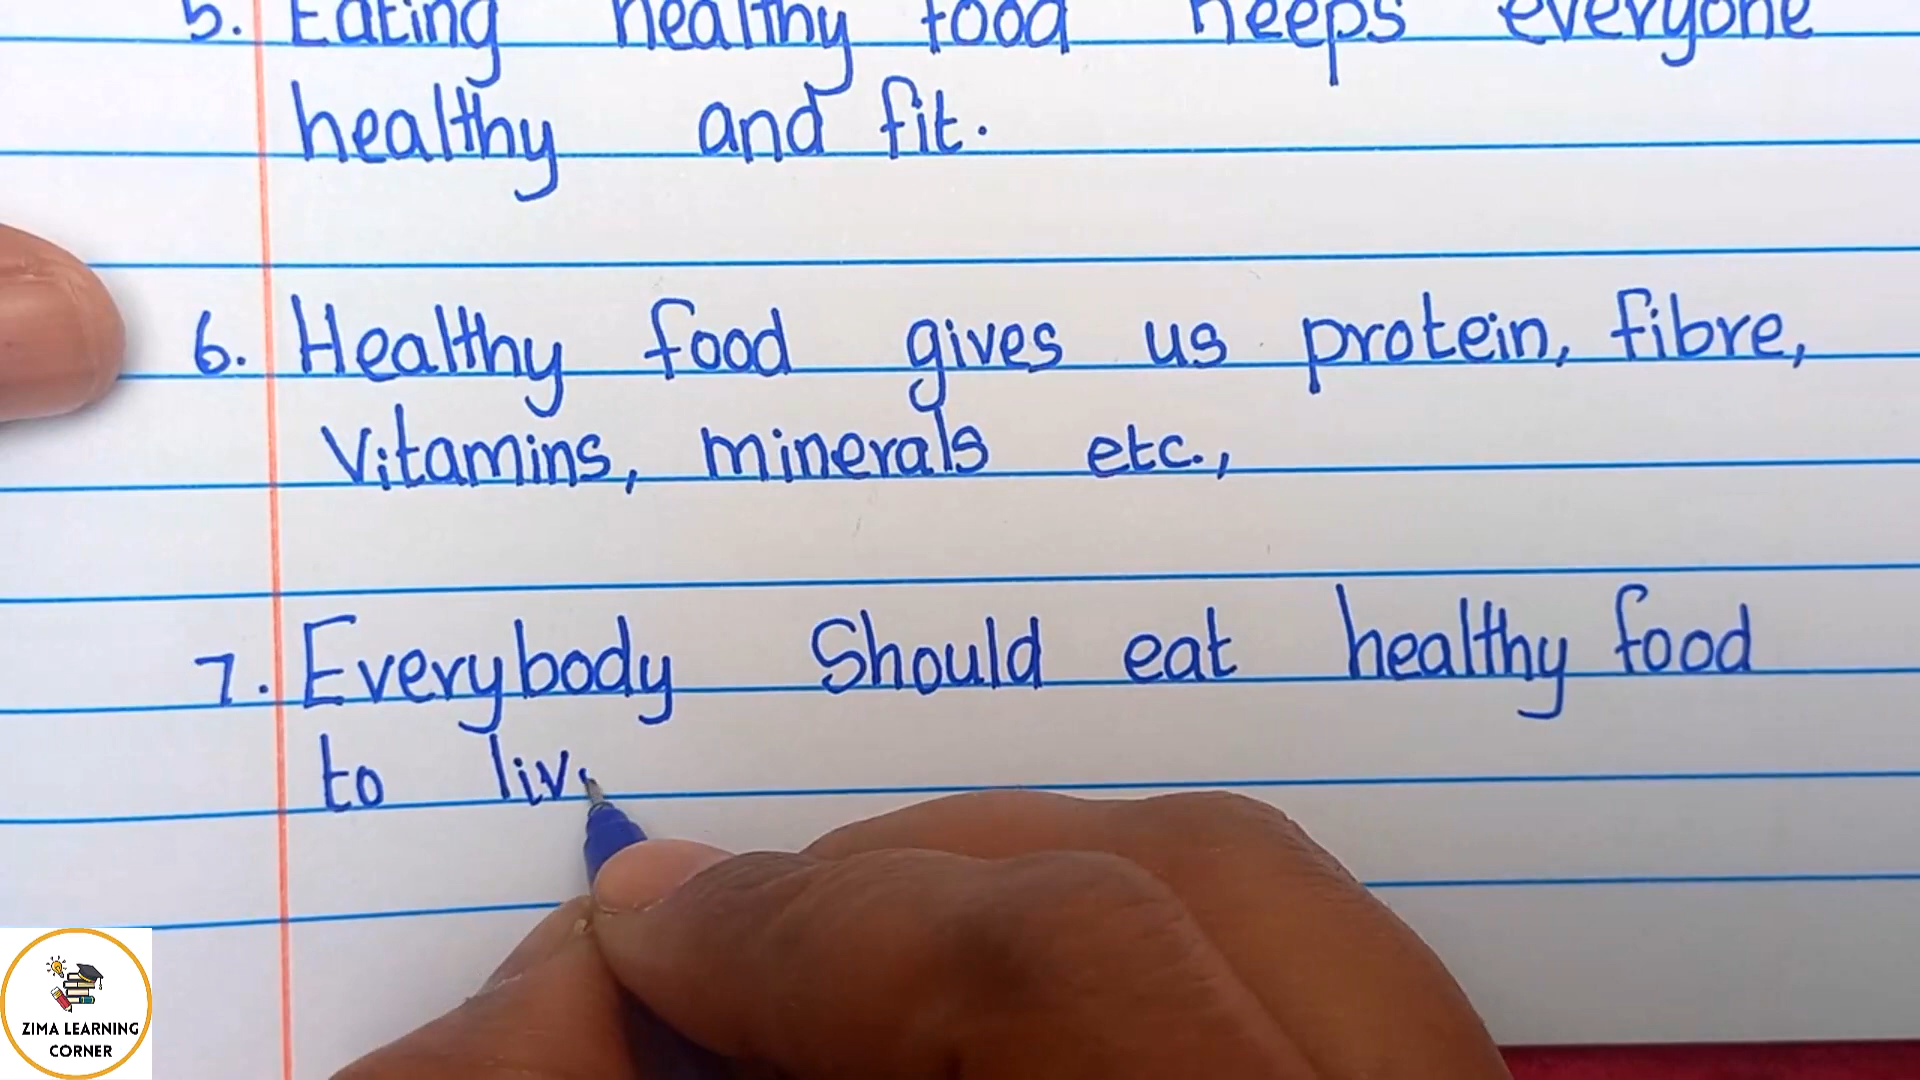 5. Eating healthy food keeps everyone
healthy and fit.
6. Healthy food gives us protein, fibre,
Vitamins, minerals etc.,
7. Everybody Should eat healthy food
to liv
ZIMA LEARNING
CORNER